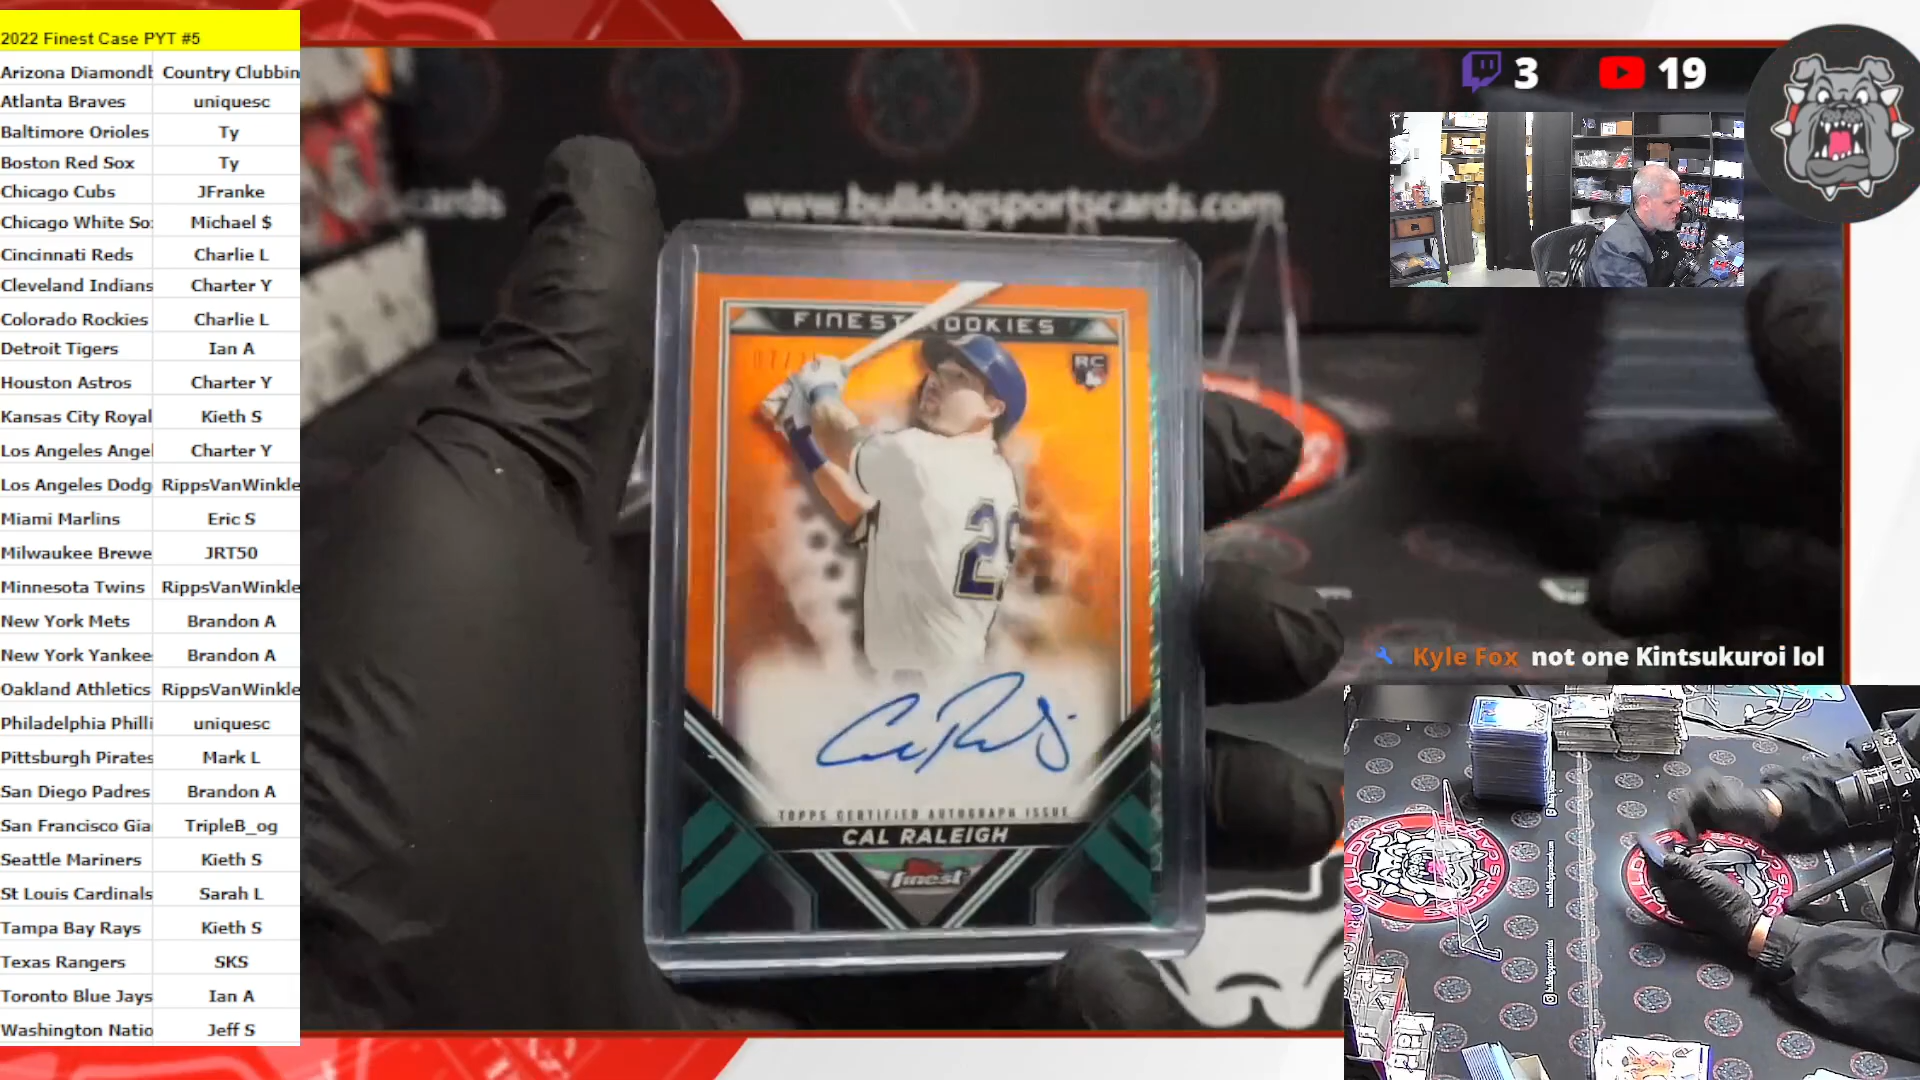 2022 Finest Case PYT #5
Arizona Diamondb Country Clubbin
Atlanta Braves uniquesc
Baltimore Orioles Ty
Boston Red Sox Ty
Chicago Cubs JFranke
Chicago White Sox Michael $
Cincinnati Reds Charlie L
Cleveland Indians Charter Y
Colorado Rockies Charlie L
Detroit Tigers Ian A
Houston Astros Charter Y
Kansas City Royal Kieth S
Los Angeles Angel Charter Y
Los Angeles Dodg RippsVanWinkle
Miami Marlins Eric S
Milwaukee Brewe JRT50
Minnesota Twins RippsVanWinkle
New York Mets Brandon A
New York Yankee Brandon A
Oakland Athletics RippsVanWinkle
Philadelphia Philli uniquesc
Pittsburgh Pirates Mark L
San Diego Padres Brandon A
San Francisco Gia TripleB_og
Seattle Mariners Kieth S
St Louis Cardinals Sarah L
Tampa Bay Rays Kieth S
Texas Rangers SKS
Toronto Blue Jays Ian A
Washington Natio Jeff S
3 19
scards www.bulldogsportscards.com
FINEST ROOKIES
RC
29
TOPPS CERTIFIED AUTOGRAPH ISSUE
CAL RALEIGH
finest
Kyle Fox not one Kintsukuroi lol